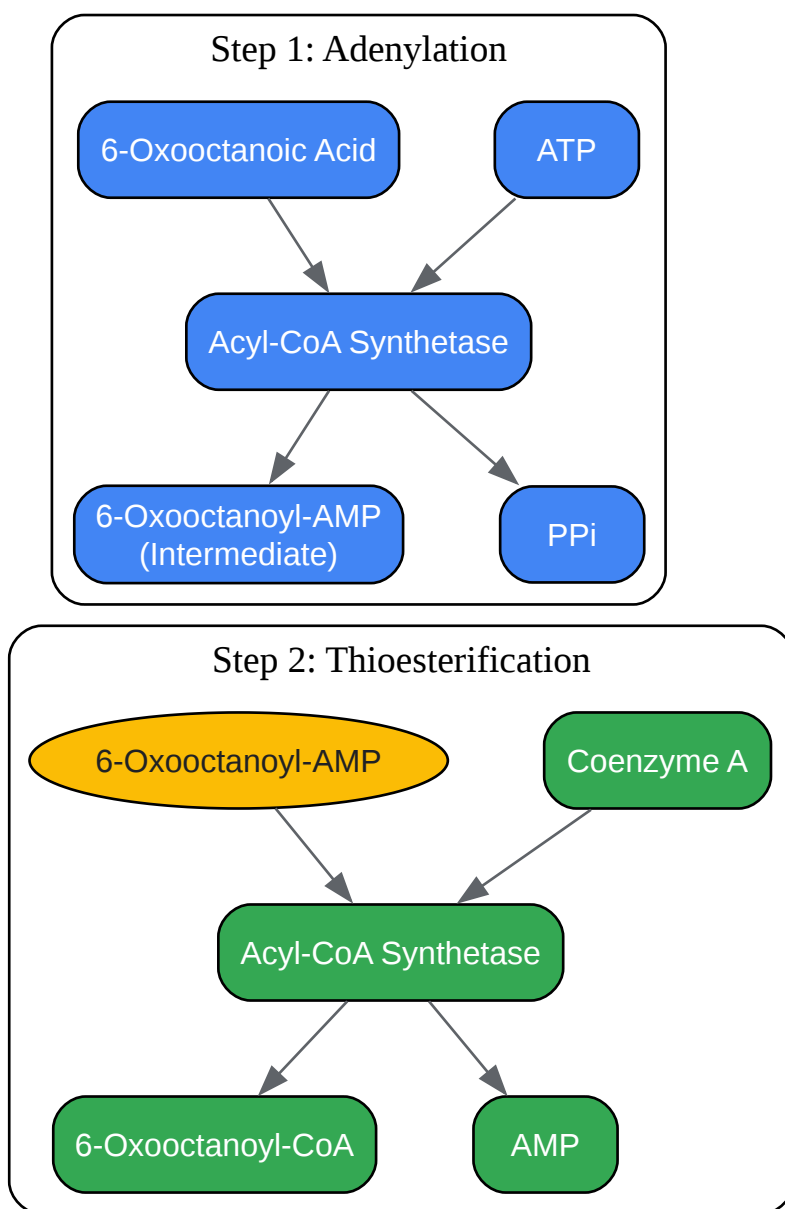 Step 1: Adenylation
6-Oxooctanoic Acid
ATP
Acyl-CoA Synthetase
6-Oxooctanoyl-AMP
(Intermediate)
PPi
Step 2: Thioesterification
6-Oxooctanoyl-AMP
Coenzyme A
Acyl-CoA Synthetase
6-Oxooctanoyl-CoA
AMP